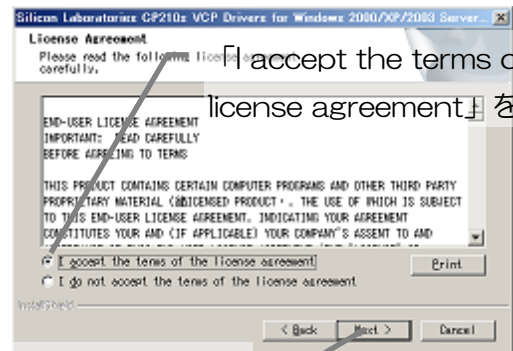 Silicon Laboratories CP210x VCP Drivers for Windows 2000/XP/2003 Server...
License Agreement
Please read the following license
carefully.
「I accept the terms o
license agreement」を
END-USER LICENSE AGREEMENT
IMPORTANT: READ CAREFULLY
BEFORE AGREEING TO TERMS
THIS PRODUCT CONTAINS CERTAIN COMPUTER PROGRAMS AND OTHER THIRD PARTY
PROPRIETARY MATERIAL (LICENSED PRODUCT・. THE USE OF WHICH IS SUBJECT
TO THIS END-USER LICENSE AGREEMENT. INDICATING YOUR AGREEMENT
CONSTITUTES YOUR AND (IF APPLICABLE) YOUR COMPANY'S ASSENT TO AND
I accept the terms of the license agreement
Print
I do not accept the terms of the license agreement
InstallShield
< Back
Next >
Cancel